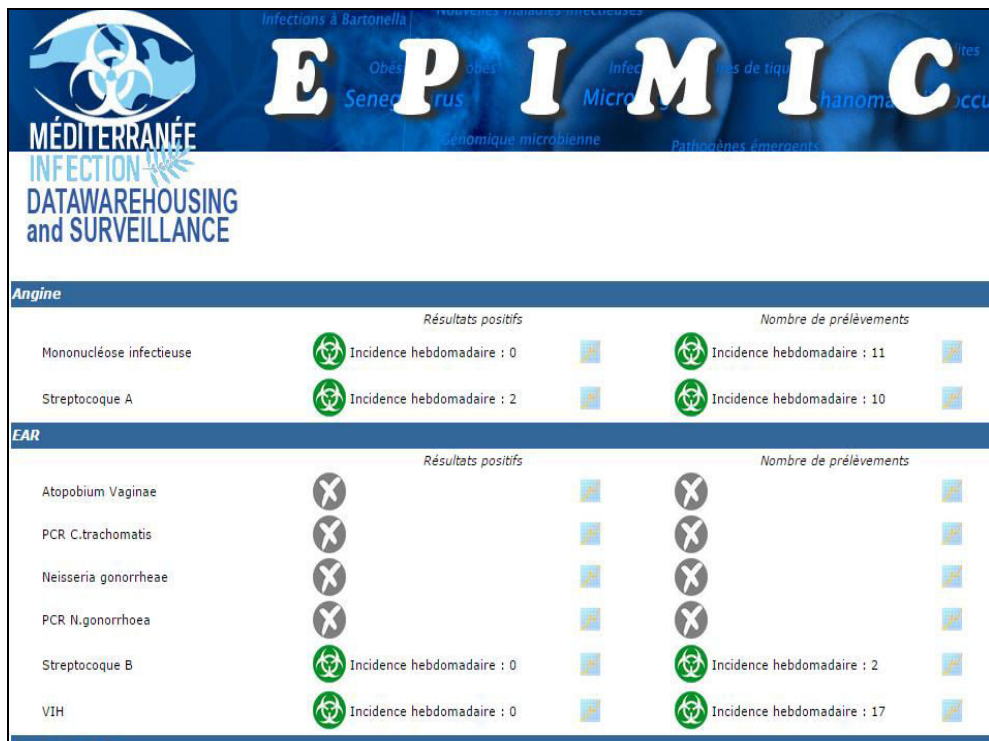 Infections à Bartonella Nouvelles maladies infectieuses
E P I M I C
Génomique microbienne
Pathogènes émergents
MÉDITERRANÉE
INFECTION
DATAWAREHOUSING
and SURVEILLANCE
Angine
Résultats positifs Nombre de prélèvements
Mononucléose infectieuse Incidence hebdomadaire : 0 Incidence hebdomadaire : 11
Streptocoque A Incidence hebdomadaire : 2 Incidence hebdomadaire : 10
EAR
Résultats positifs Nombre de prélèvements
Atopobium Vaginae
PCR C.trachomatis
Neisseria gonorrheae
PCR N.gonorrhoea
Streptocoque B Incidence hebdomadaire : 0 Incidence hebdomadaire : 2
VIH Incidence hebdomadaire : 0 Incidence hebdomadaire : 17